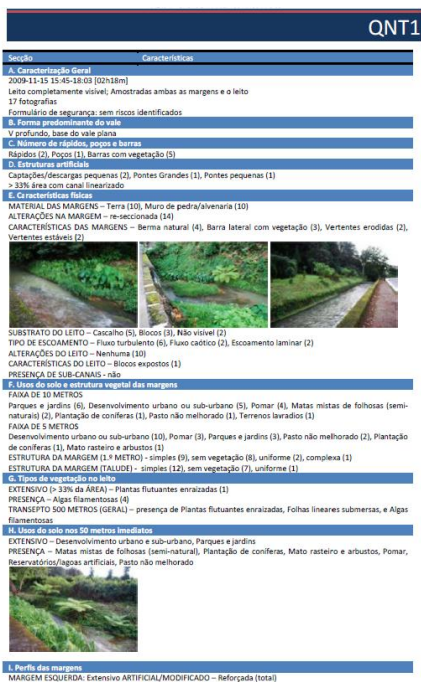 QNT1
Secção Características
A. Caracterização Geral
2009-11-15 15:45-18:03 [02h18m]
Leito completamente visível; Amostradas ambas as margens e o leito
17 fotografias
Formulário de segurança: sem riscos identificados
B. Forma predominante do vale
V profundo, base do vale plana
C. Número de rápidos, poços e barras
Rápidos (2), Poços (1), Barras com vegetação (5)
D. Estruturas artificiais
Captações/descargas pequenas (2), Pontes Grandes (1), Pontes pequenas (1)
> 33% área com canal linearizado
E. Características físicas
MATERIAL DAS MARGENS – Terra (10), Muro de pedra/alvenaria (10)
ALTERAÇÕES NA MARGEM – re-seccionada (14)
CARACTERÍSTICAS DAS MARGENS – Berma natural (4), Barra lateral com vegetação (3), Vertentes erodidas (2),
Vertentes estáveis (2)
SUBSTRATO DO LEITO – Cascalho (5), Blocos (3), Não visível (2)
TIPO DE ESCOAMENTO – Fluxo turbulento (6), Fluxo caótico (2), Escoamento laminar (2)
ALTERAÇÕES DO LEITO – Nenhuma (10)
CARACTERÍSTICAS DO LEITO – Blocos expostos (1)
PRESENÇA DE SUB-CANAIS - não
F. Usos do solo e estrutura vegetal das margens
FAIXA DE 10 METROS
Parques e jardins (6), Desenvolvimento urbano ou sub-urbano (5), Pomar (4), Matas mistas de folhosas (semi-
naturais) (2), Plantação de coníferas (1), Pasto não melhorado (1), Terrenos lavradios (1)
FAIXA DE 5 METROS
Desenvolvimento urbano ou sub-urbano (10), Pomar (3), Parques e jardins (3), Pasto não melhorado (2), Plantação
de coníferas (1), Mato rasteiro e arbustos (1)
ESTRUTURA DA MARGEM (1.º METRO) - simples (9), sem vegetação (8), uniforme (2), complexa (1)
ESTRUTURA DA MARGEM (TALUDE) - simples (12), sem vegetação (7), uniforme (1)
G. Tipos de vegetação no leito
EXTENSIVO (> 33% da ÁREA) – Plantas flutuantes enraizadas (1)
PRESENÇA – Algas filamentosas (4)
TRANSEPTO 500 METROS (GERAL) – presença de Plantas flutuantes enraizadas, Folhas lineares submersas, e Algas
filamentosas
H. Usos do solo nos 50 metros imediatos
EXTENSIVO – Desenvolvimento urbano e sub-urbano, Parques e jardins
PRESENÇA – Matas mistas de folhosas (semi-natural), Plantação de coníferas, Mato rasteiro e arbustos, Pomar,
Reservatórios/lagoas artificiais, Pasto não melhorado
I. Perfis das margens
MARGEM ESQUERDA: Extensivo ARTIFICIAL/MODIFICADO – Reforçada (total)